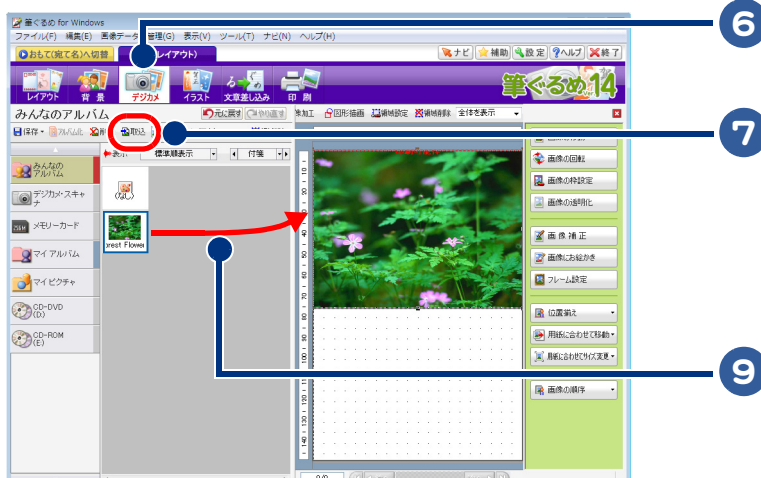 筆ぐるめ for Windows
ファイル(F) 編集(E) 画像データ 管理(G) 表示(V) ツール(T) ナビ(N) ヘルプ(H)
おもて(宛て名)へ切替
レイアウト)
ナビ 補助 設定 ?ヘルプ 終了
6
レイアウト 背景 デジカメ イラスト 文章差し込み 印刷
筆ぐるめ14
みんなのアルバム
元に戻す やり直す
加工 図形描画 領域設定 領域削除 全体を表示
保存 アルバム化 取込
7
表示 標準順表示 付箋
みんなのアルバム
デジカメ・スキャナ
256M メモリーカード
マイアルバム
マイピクチャ
CD-DVD (D)
CD-ROM (E)
(なし)
rest Flower
画像の回転
画像の枠設定
画像の透明化
画像補正
画像にお絵かき
フレーム設定
位置揃え
用紙に合わせて移動
用紙に合わせてサイズ変更
画像の順序
9